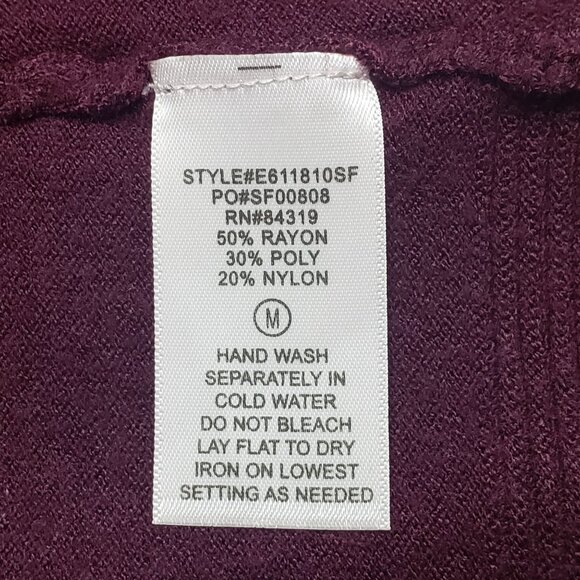 STYLE#E611810SF
PO#SF00808
RN#84319
50% RAYON
30% POLY
20% NYLON
M
HAND WASH
SEPARATELY IN
COLD WATER
DO NOT BLEACH
LAY FLAT TO DRY
IRON ON LOWEST
SETTING AS NEEDED